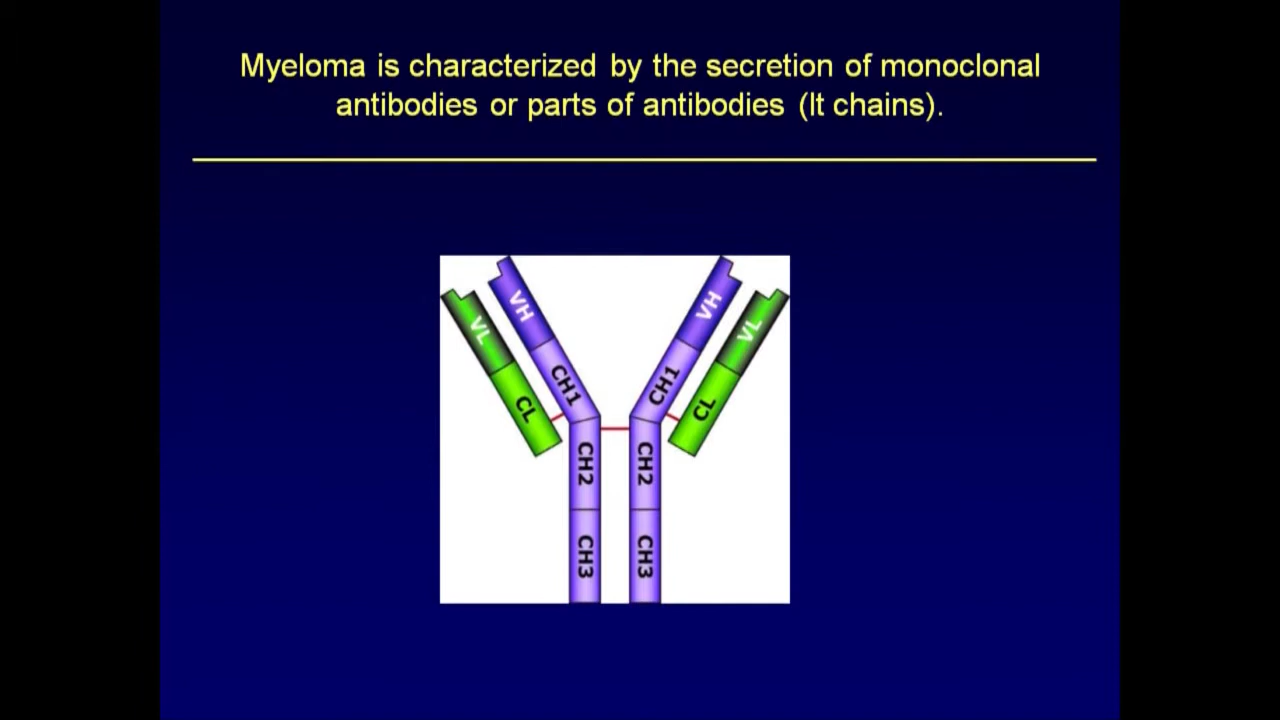 Myeloma is characterized by the secretion of monoclonal
antibodies or parts of antibodies (lt chains).
VH
VH
VL
VL
CH1
CH1
CL
CL
CH2
CH2
CH3
CH3